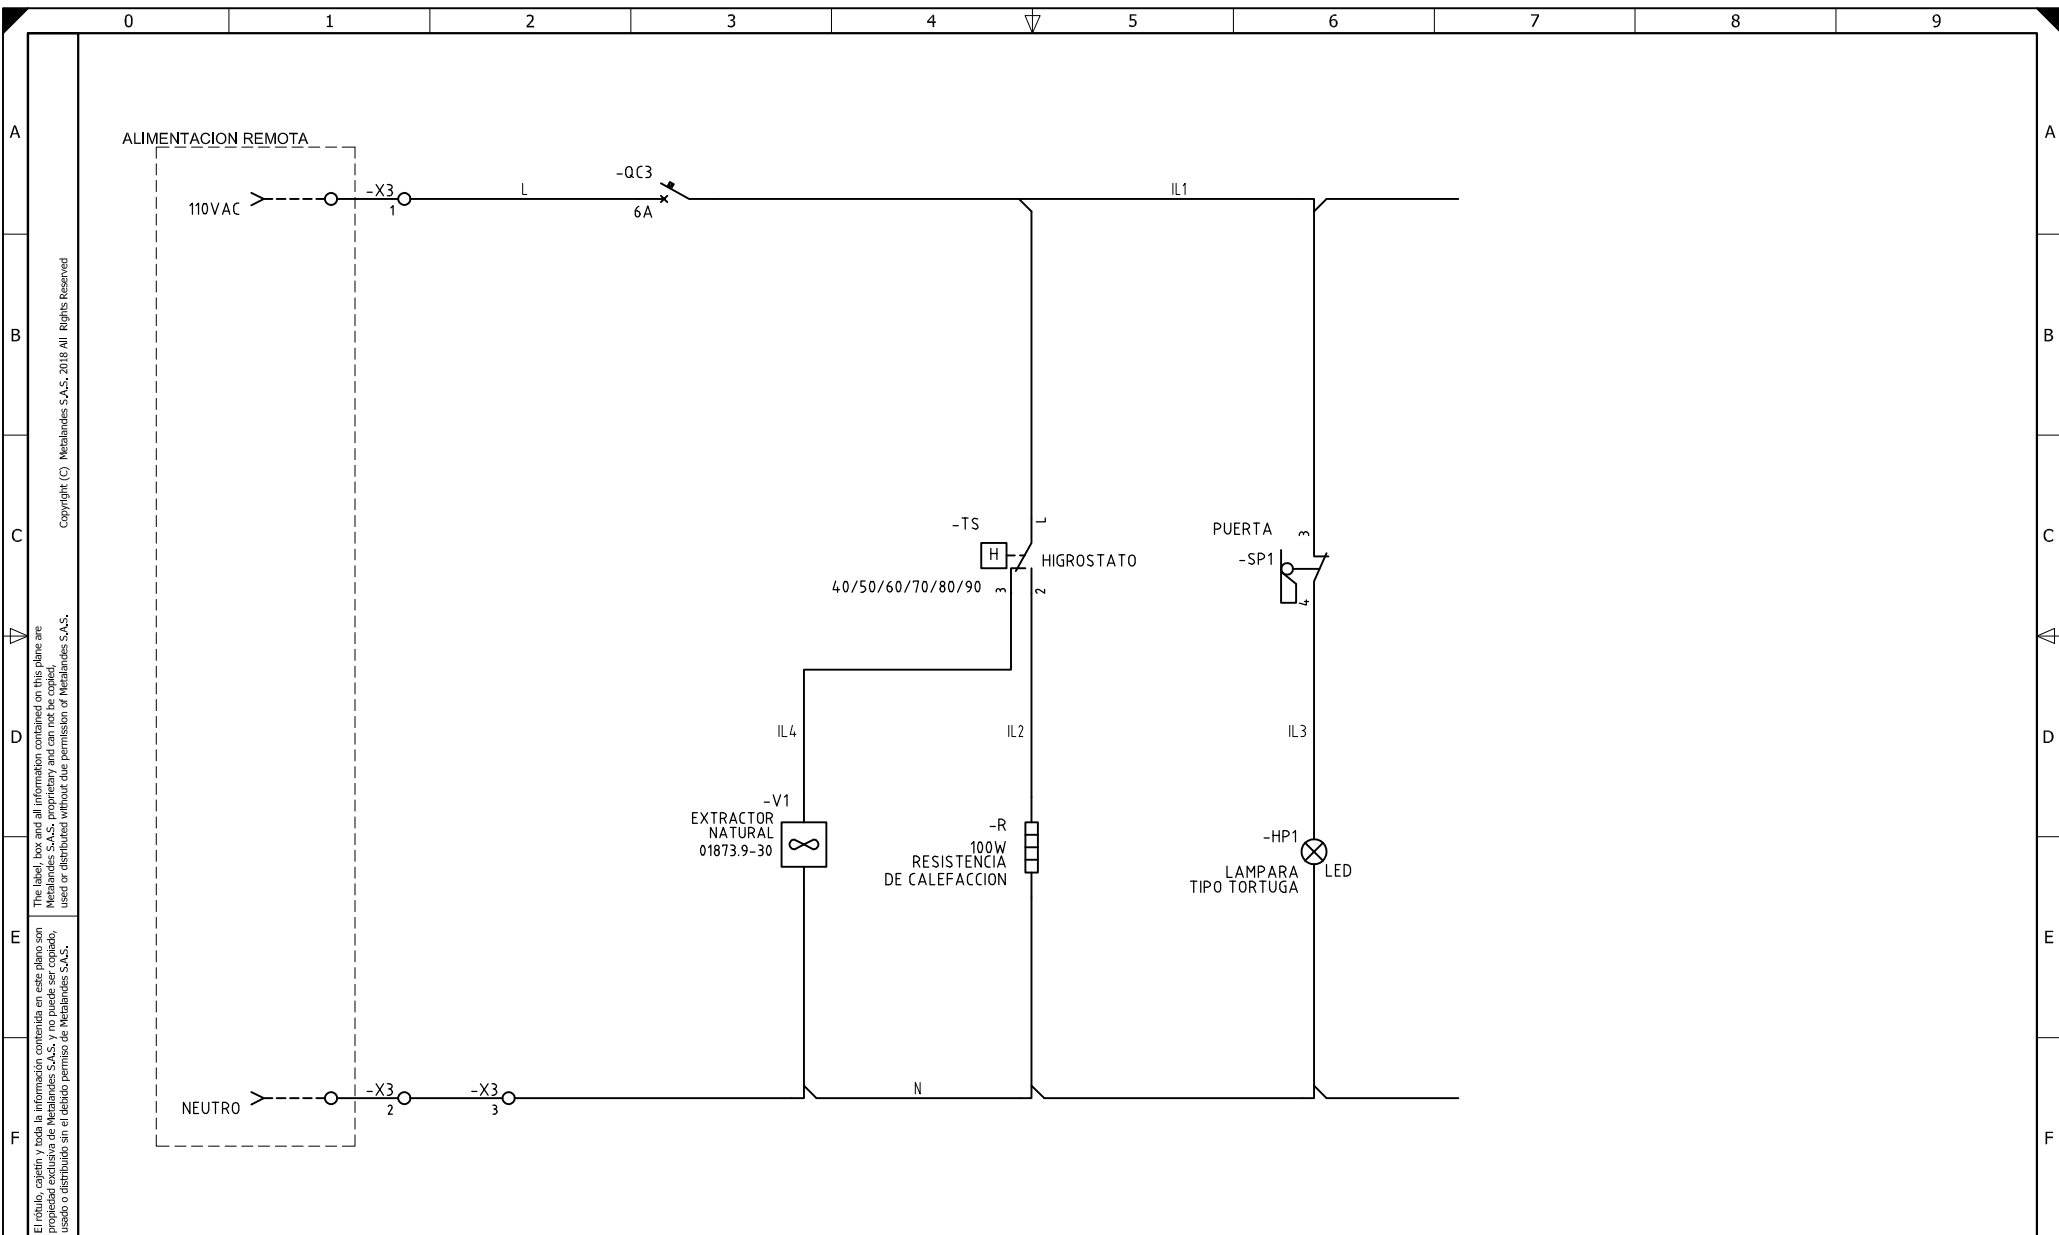 0 1 2 3 4 5 6 7 8 9
A A
B B
C C
D D
E E
F F
ALIMENTACION REMOTA
110VAC
-X3
1
L
-QC3
6A
IL1
-TS
L
H
HIGROSTATO
40/50/60/70/80/90
3
2
PUERTA
3
-SP1
4
IL4
IL2
IL3
-V1
EXTRACTOR
NATURAL
01873.9-30
-R
100W
RESISTENCIA
DE CALEFACCION
-HP1
LED
LAMPARA
TIPO TORTUGA
NEUTRO
-X3
2
-X3
3
N
Copyright (C) Metalandes S.A.S. 2018 All Rights Reserved
The label, box and all information contained on this plane are
Metalandes S.A.S. proprietary and can not be copied,
used or distributed without due permission of Metalandes S.A.S.
El rótulo, cajetín y toda la información contenida en este plano son
propiedad exclusiva de Metalandes S.A.S. y no puede ser copiado,
usado o distribuido sin el debido permiso de Metalandes S.A.S.